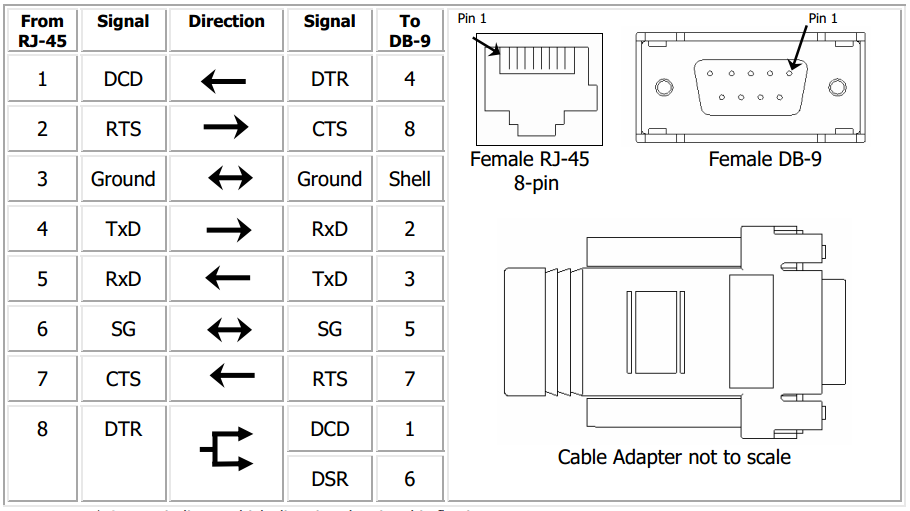 From RJ-45 Signal Direction Signal To DB-9
1 DCD DTR 4
2 RTS CTS 8
3 Ground Ground Shell
4 TxD RxD 2
5 RxD TxD 3
6 SG SG 5
7 CTS RTS 7
8 DTR DCD 1
DSR 6
Pin 1
Pin 1
Female RJ-45
8-pin
Female DB-9
Cable Adapter not to scale